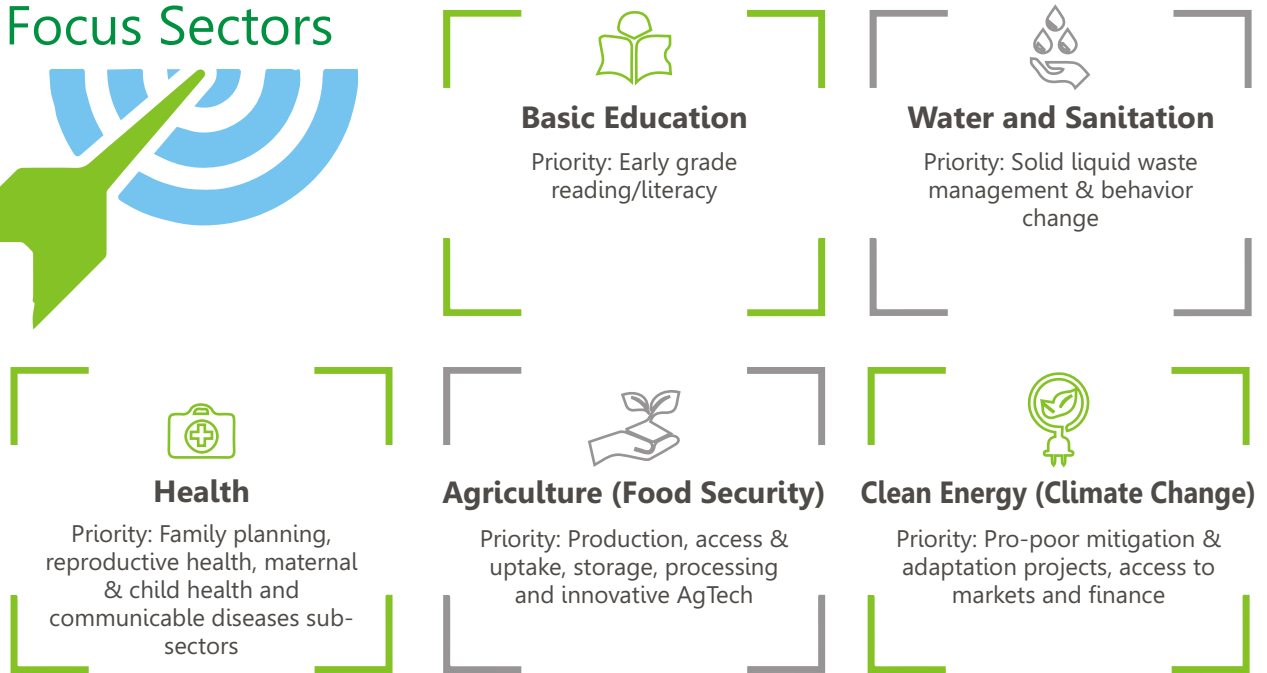 Focus Sectors
Basic Education
Priority: Early grade
reading/literacy
Water and Sanitation
Priority: Solid liquid waste
management & behavior
change
Health
Priority: Family planning,
reproductive health, maternal
& child health and
communicable diseases sub-
sectors
Agriculture (Food Security)
Priority: Production, access &
uptake, storage, processing
and innovative AgTech
Clean Energy (Climate Change)
Priority: Pro-poor mitigation &
adaptation projects, access to
markets and finance